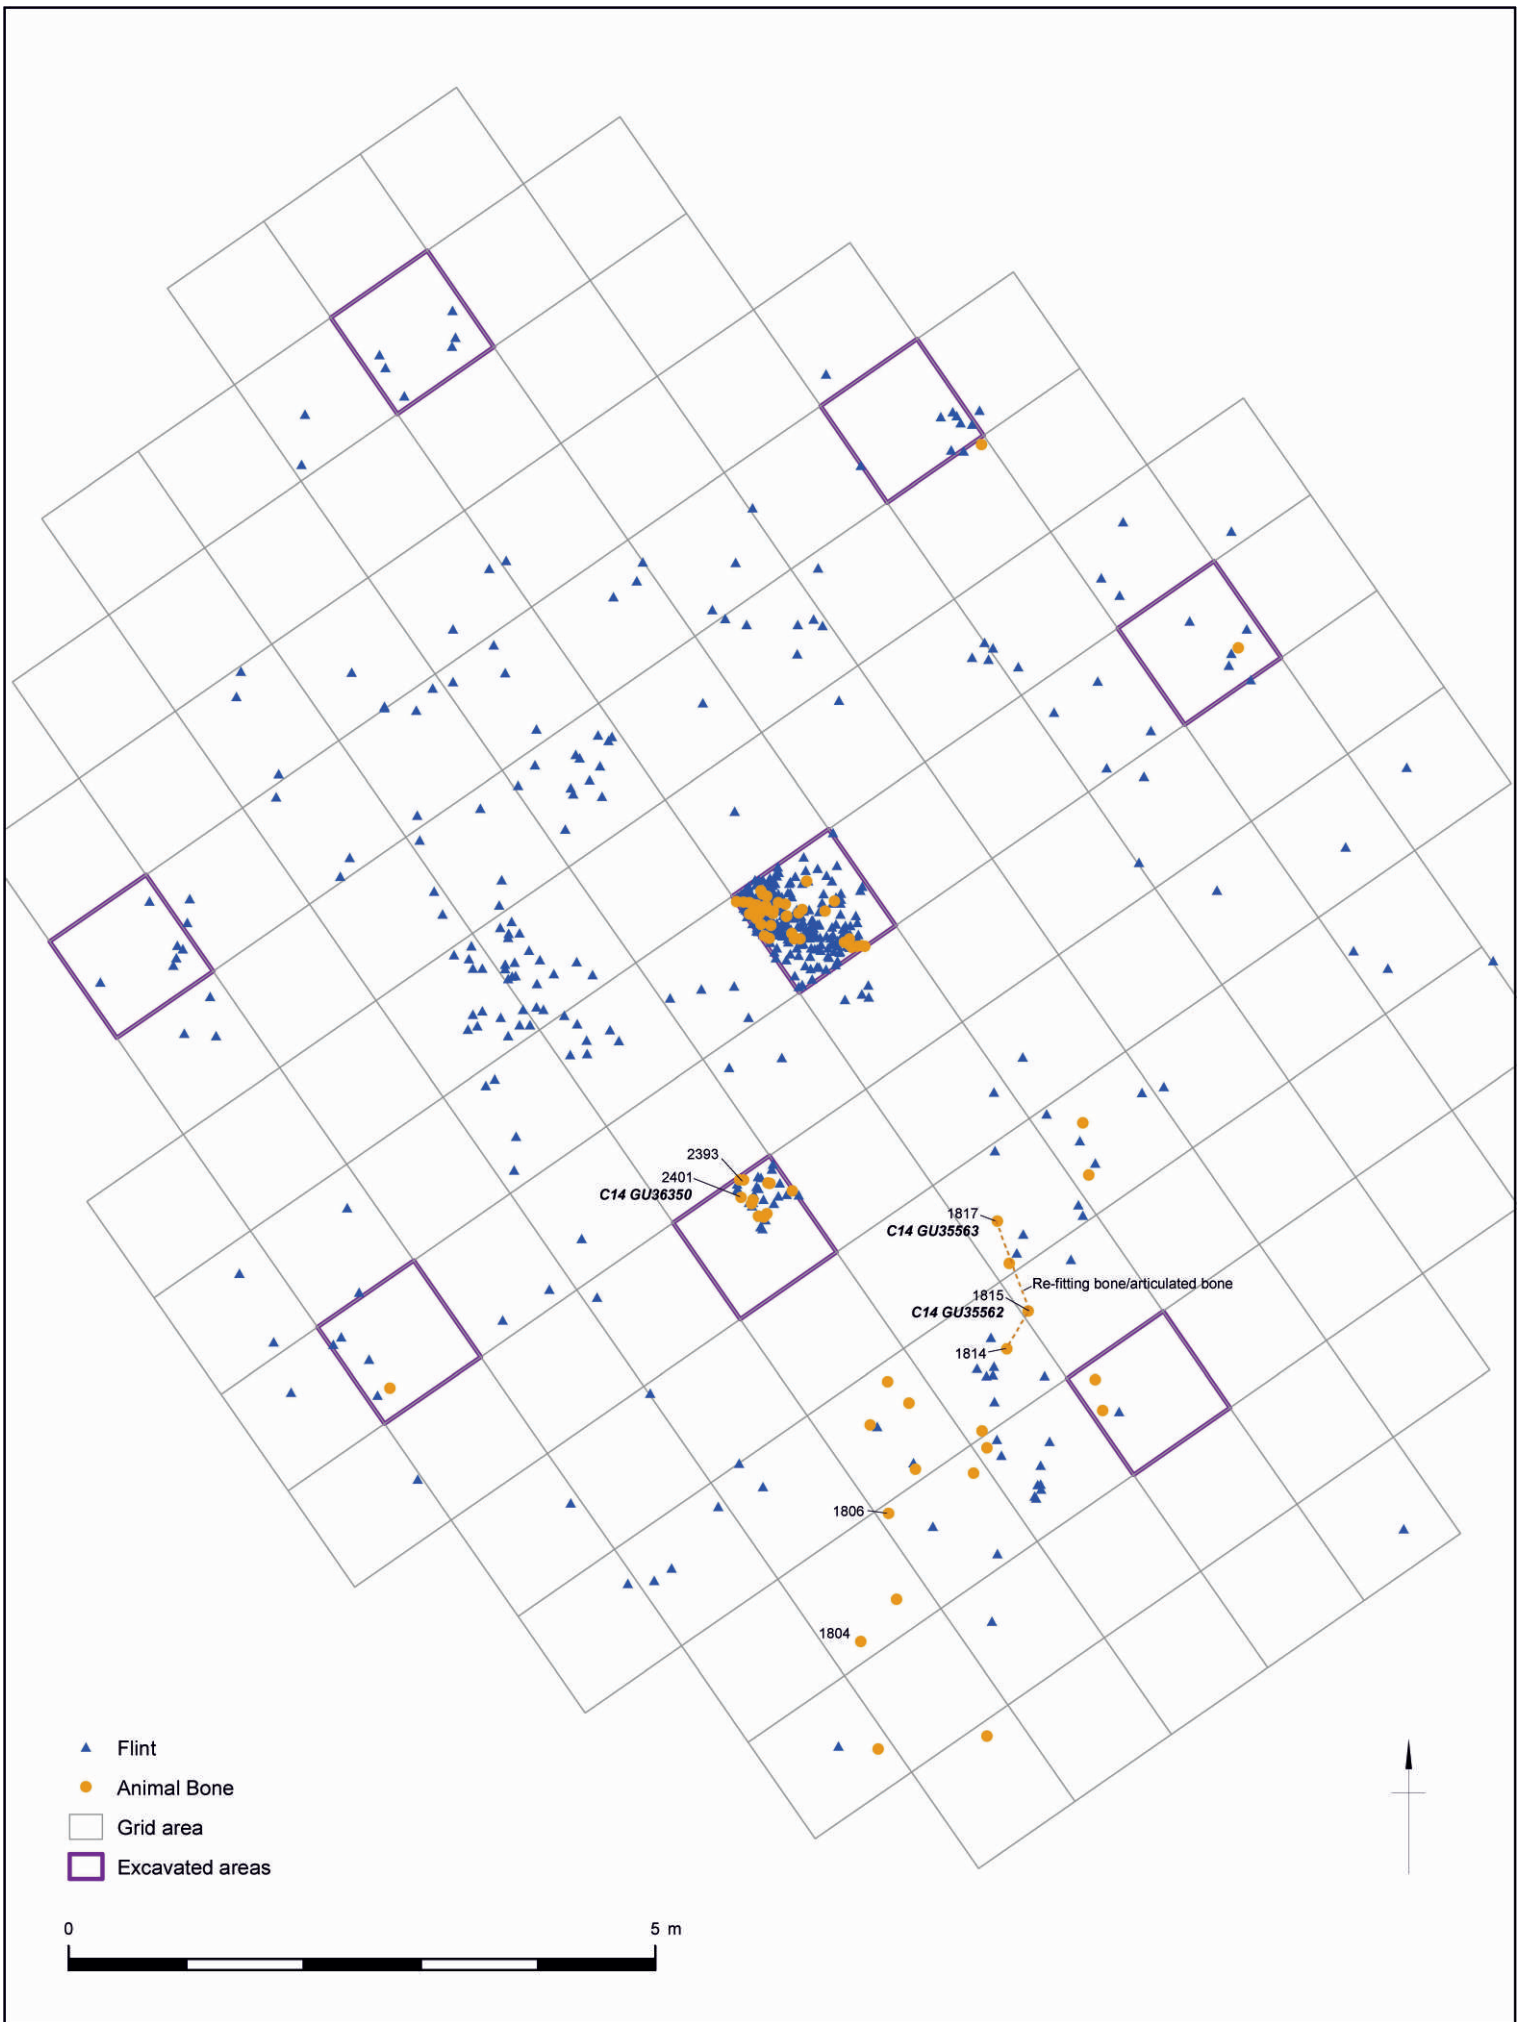 2393
2401
C14 GU36350
1817
C14 GU35563
Re-fitting bone/articulated bone
1815
C14 GU35562
1814
1806
1804
Flint
Animal Bone
Grid area
Excavated areas
0 5 m